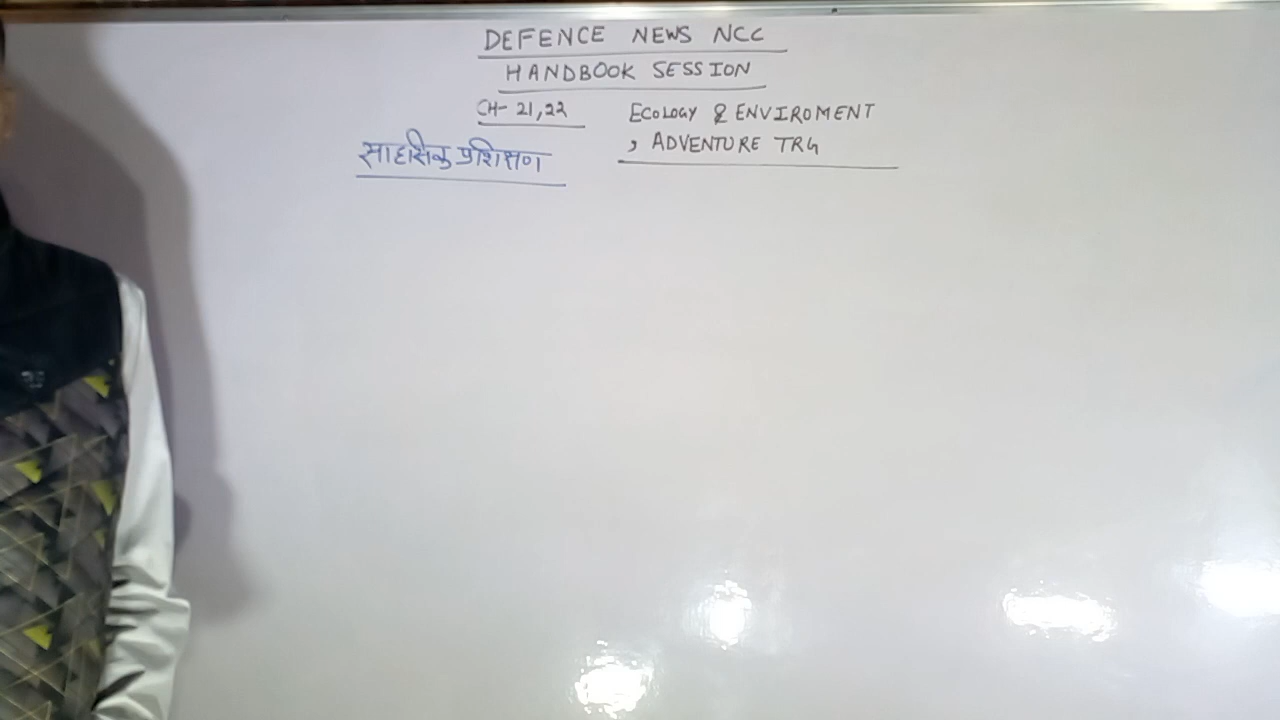 DEFENCE NEWS NCC
HANDBOOK SESSION
CH- 21,22 ECOLOGY & ENVIROMENT
, ADVENTURE TRG
साहसिक प्रशिक्षण